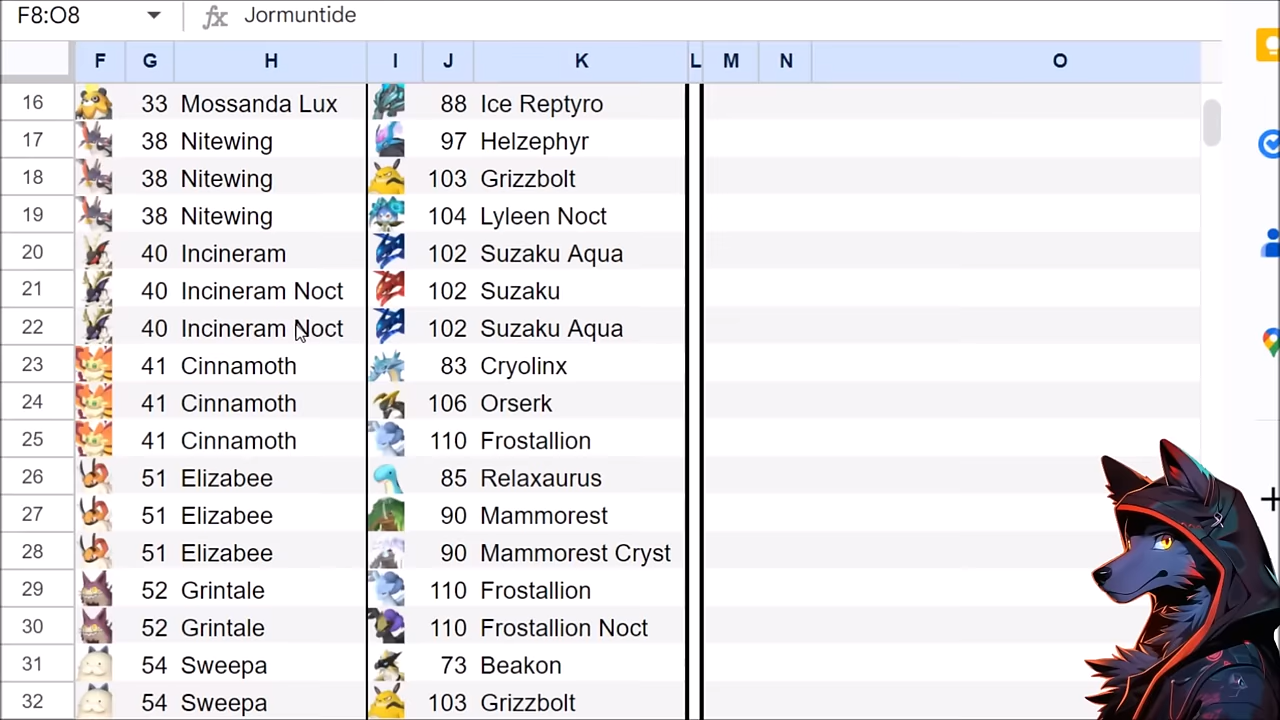 F8:O8 fx Jormuntide
F G H I J K L M N O
16 33 Mossanda Lux 88 Ice Reptyro
17 38 Nitewing 97 Helzephyr
18 38 Nitewing 103 Grizzbolt
19 38 Nitewing 104 Lyleen Noct
20 40 Incineram 102 Suzaku Aqua
21 40 Incineram Noct 102 Suzaku
22 40 Incineram Noct 102 Suzaku Aqua
23 41 Cinnamoth 83 Cryolinx
24 41 Cinnamoth 106 Orserk
25 41 Cinnamoth 110 Frostallion
26 51 Elizabee 85 Relaxaurus
27 51 Elizabee 90 Mammorest
28 51 Elizabee 90 Mammorest Cryst
29 52 Grintale 110 Frostallion
30 52 Grintale 110 Frostallion Noct
31 54 Sweepa 73 Beakon
32 54 Sweepa 103 Grizzbolt